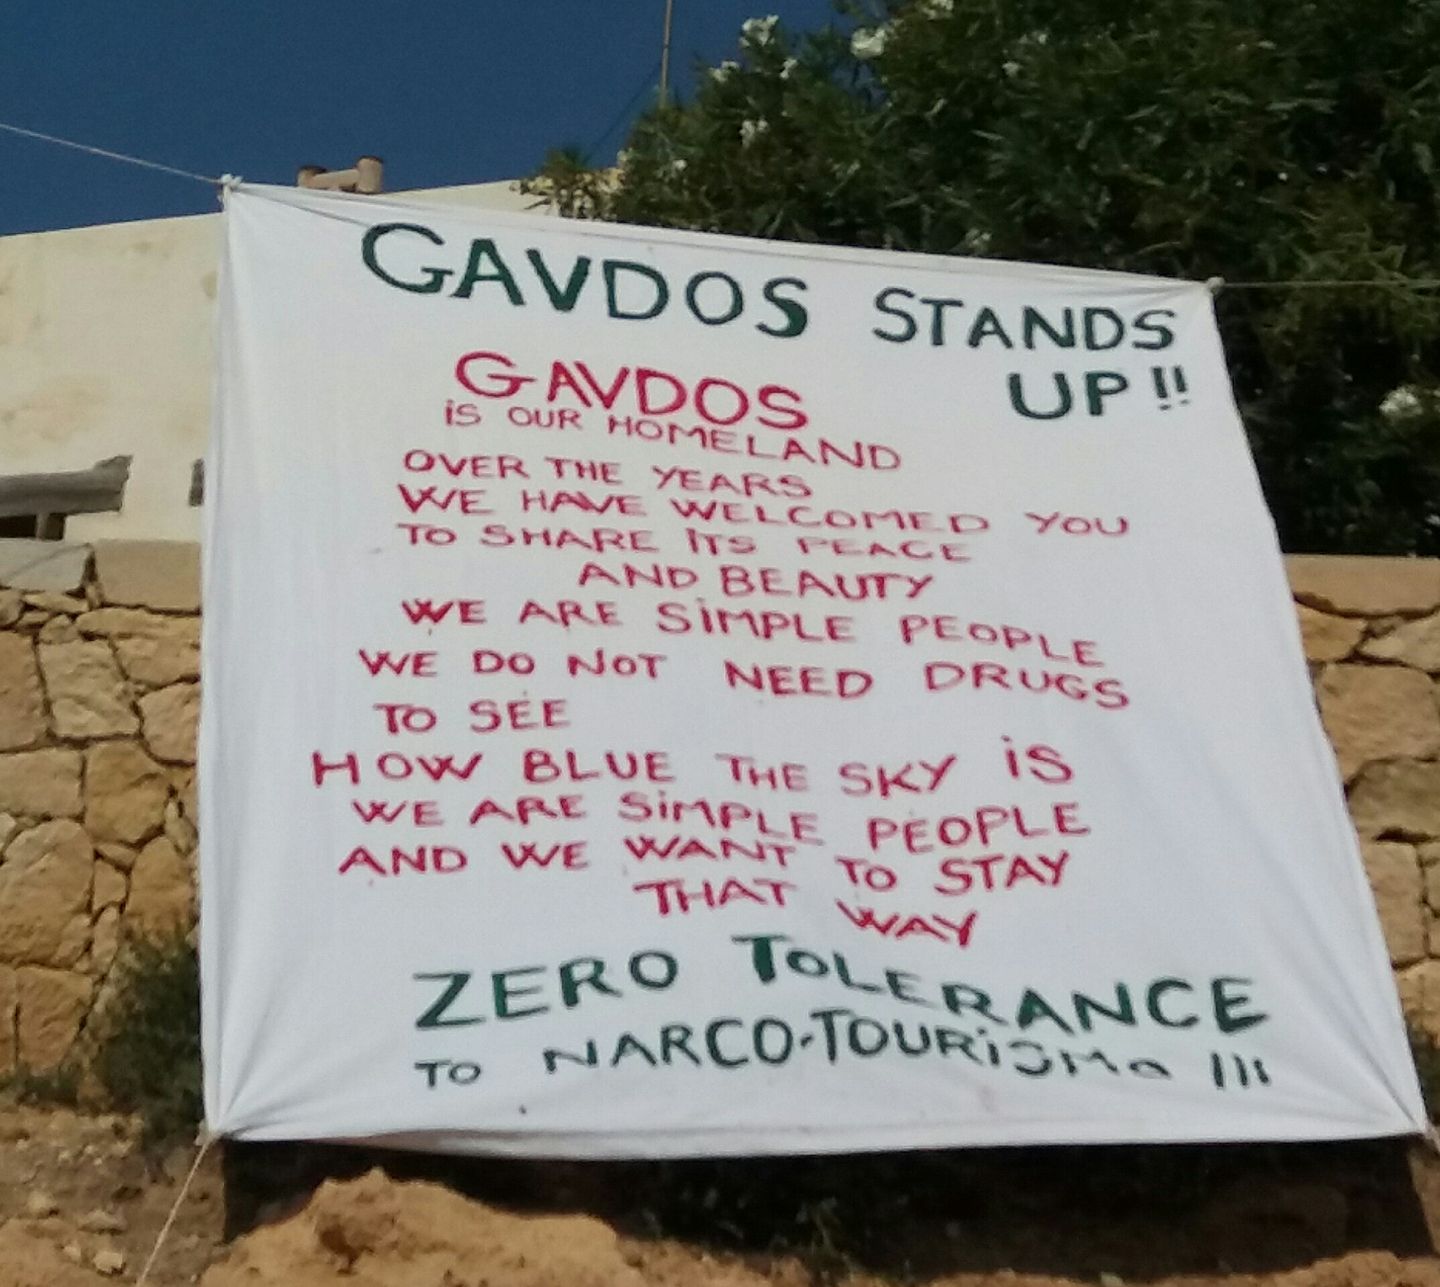 GAVDOS STANDS
UP!!
GAVDOS
iS OUR HOMELAND
OVER THE YEARS
WE HAVE WELCOMED YOU
TO SHARE ITS PEACE
AND BEAUTY
WE ARE SiMPLE PEOPLE
WE DO NOT NEED DRUGS
TO SEE
HOW BLUE THE SKY iS
WE ARE SiMPLE PEOPLE
AND WE WANT TO STAY
THAT WAY
ZERO TOLERANCE
TO NARCO-TOURiSMO !!!